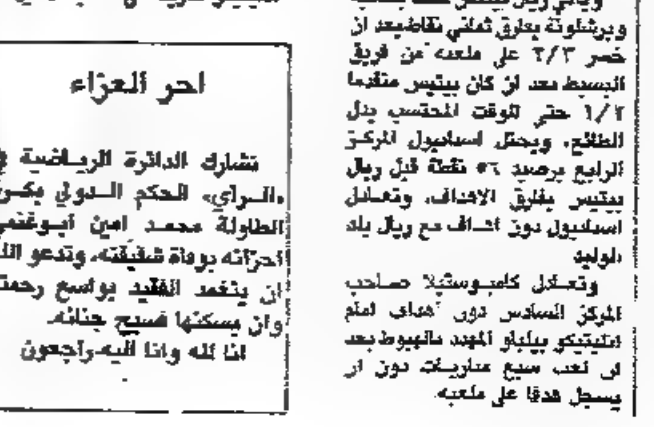 وبرشلونة بفارق ثماني نقاط بعد ان
خسر ٢/٣ على ملعبه من فريق
البسيط بعد ان كان بيتيس متقدما
١/٢ حتى الوقت المحتسب بدل
الضائع. ويحتل اسبانيول المركز
الرابع برصيد ٥٦ نقطة قبل ريال
بيتيس بفارق الاهداف. وتعادل
اسبانيول دون اهداف مع ريال بلد
الوليد
وتعادل كامبوستيلا صاحب
المركز السادس دون اهداف امام
اتليتيكو بيلباو المهدد بالهبوط بعد
ان لعب سبع مباريات دون ان
يسجل هدفا على ملعبه.
احر العزاء
تشارك الدائرة الرياضية في
«الراي» الحكم الدولي بكرة
الطاولة محمد امين ابوغنمي
احزانه بوفاة شقيقته، وتدعو الله
ان يتغمد الفقيد بواسع رحمته
وان يسكنها فسيح جنانه.
انا لله وانا اليه راجعون